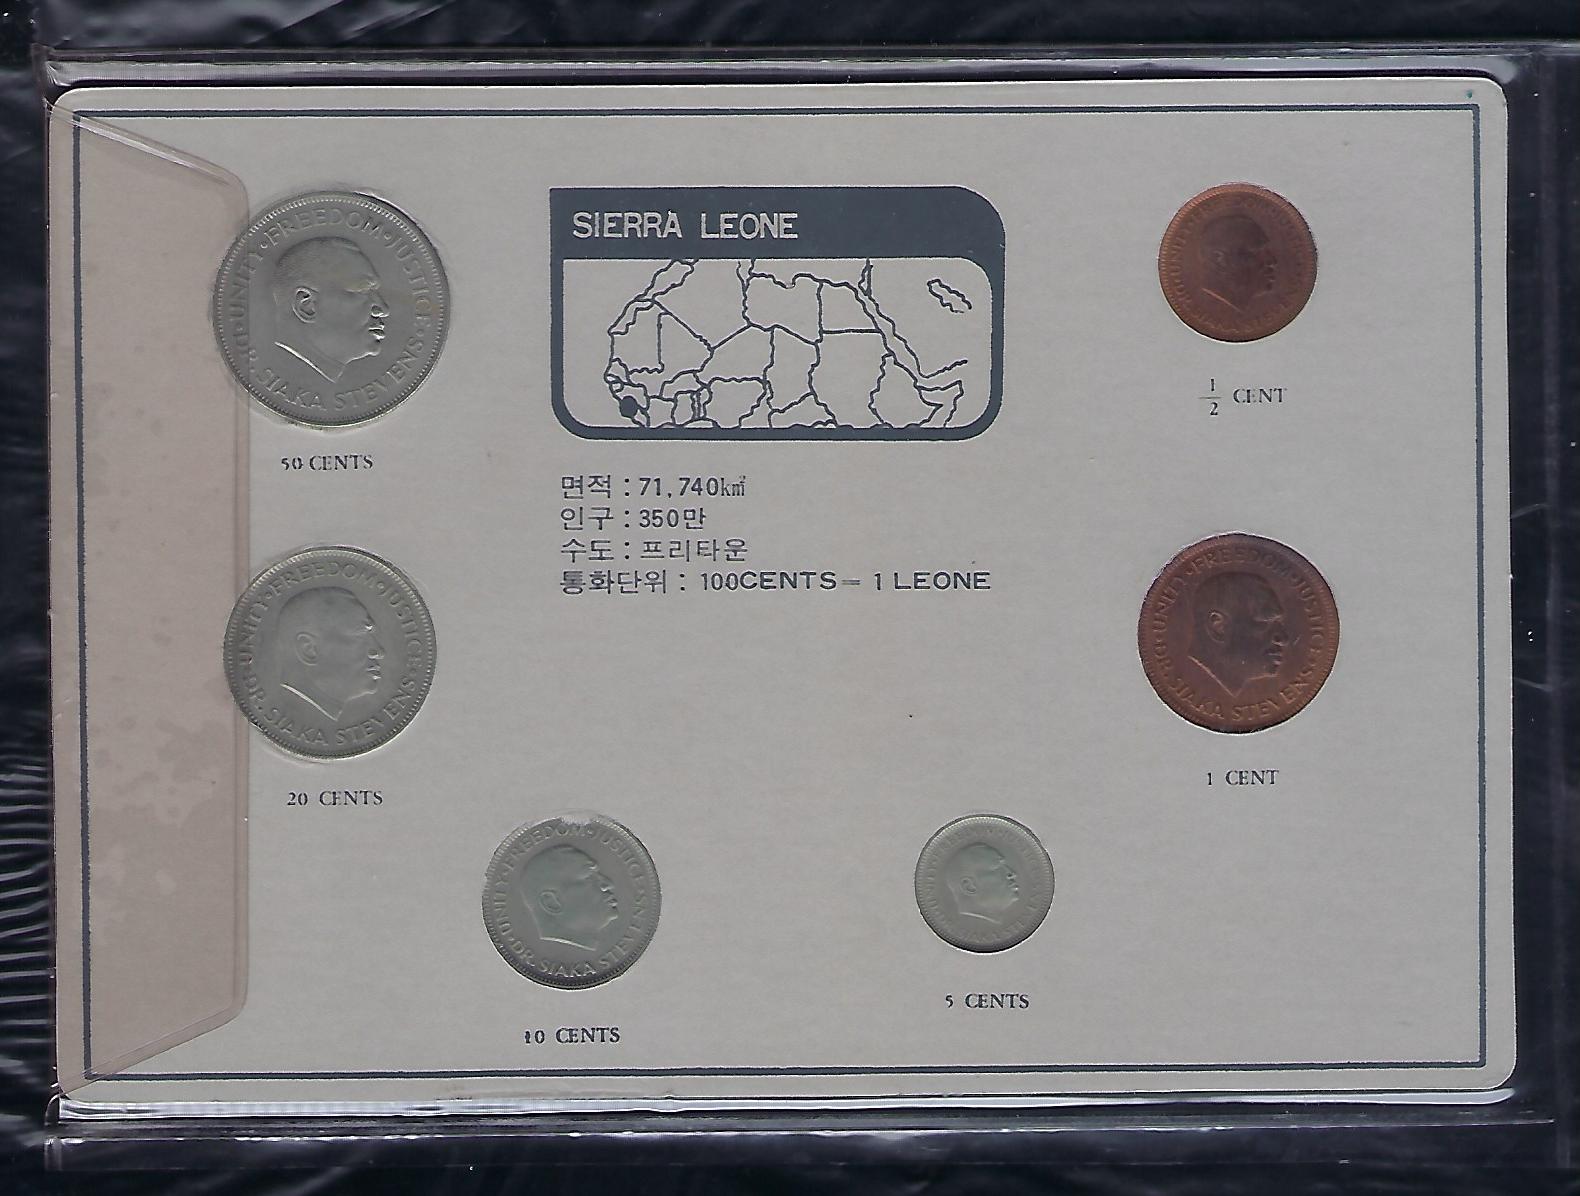 SIERRA LEONE
면적 : 71,740㎢
인구 : 350만
수도 : 프리타운
통화단위 : 100CENTS = 1 LEONE
UNITY·FREEDOM·JUSTICE·DR. SIAKA STEVENS·
50 CENTS
UNITY·FREEDOM·JUSTICE·DR. SIAKA STEVENS·
20 CENTS
UNITY·FREEDOM·JUSTICE·DR. SIAKA STEVENS
10 CENTS
5 CENTS
UNITY·FREEDOM·JUSTICE·DR. SIAKA STEVENS·
1 CENT
1/2 CENT